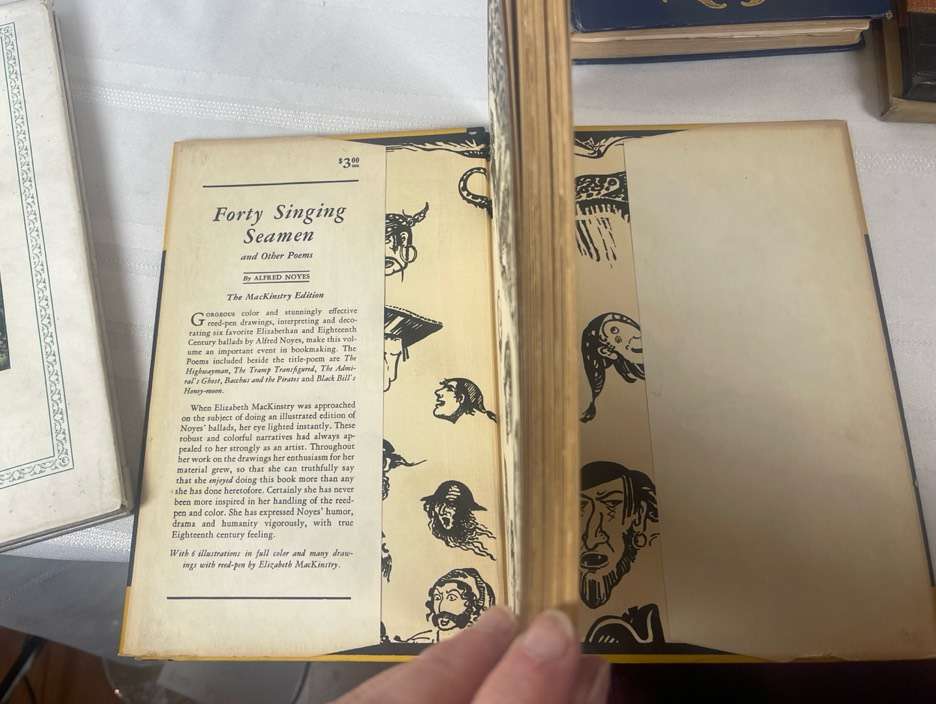 $3.00
Forty Singing
Seamen
and Other Poems
By ALFRED NOYES
The MacKinstry Edition
Gorgeous color and stunningly effective
reed-pen drawings, interpreting and deco-
rating six favorite Elizabethan and Eighteenth
Century ballads by Alfred Noyes, make this vol-
ume an important event in bookmaking. The
Poems included beside the title-poem are The
Highwayman, The Tramp Transfigured, The Admi-
ral's Ghost, Bacchus and the Pirates and Black Bill's
Honey-moon.
When Elizabeth MacKinstry was approached
on the subject of doing an illustrated edition of
Noyes' ballads, her eye lighted instantly. These
robust and colorful narratives had always ap-
pealed to her strongly as an artist. Throughout
her work on the drawings her enthusiasm for her
material grew, so that she can truthfully say
that she enjoyed doing this book more than any
she has done heretofore. Certainly she has never
been more inspired in her handling of the reed-
pen and color. She has expressed Noyes' humor,
drama and humanity vigorously, with true
Eighteenth century feeling.
With 6 illustrations in full color and many draw-
ings with reed-pen by Elizabeth MacKinstry.